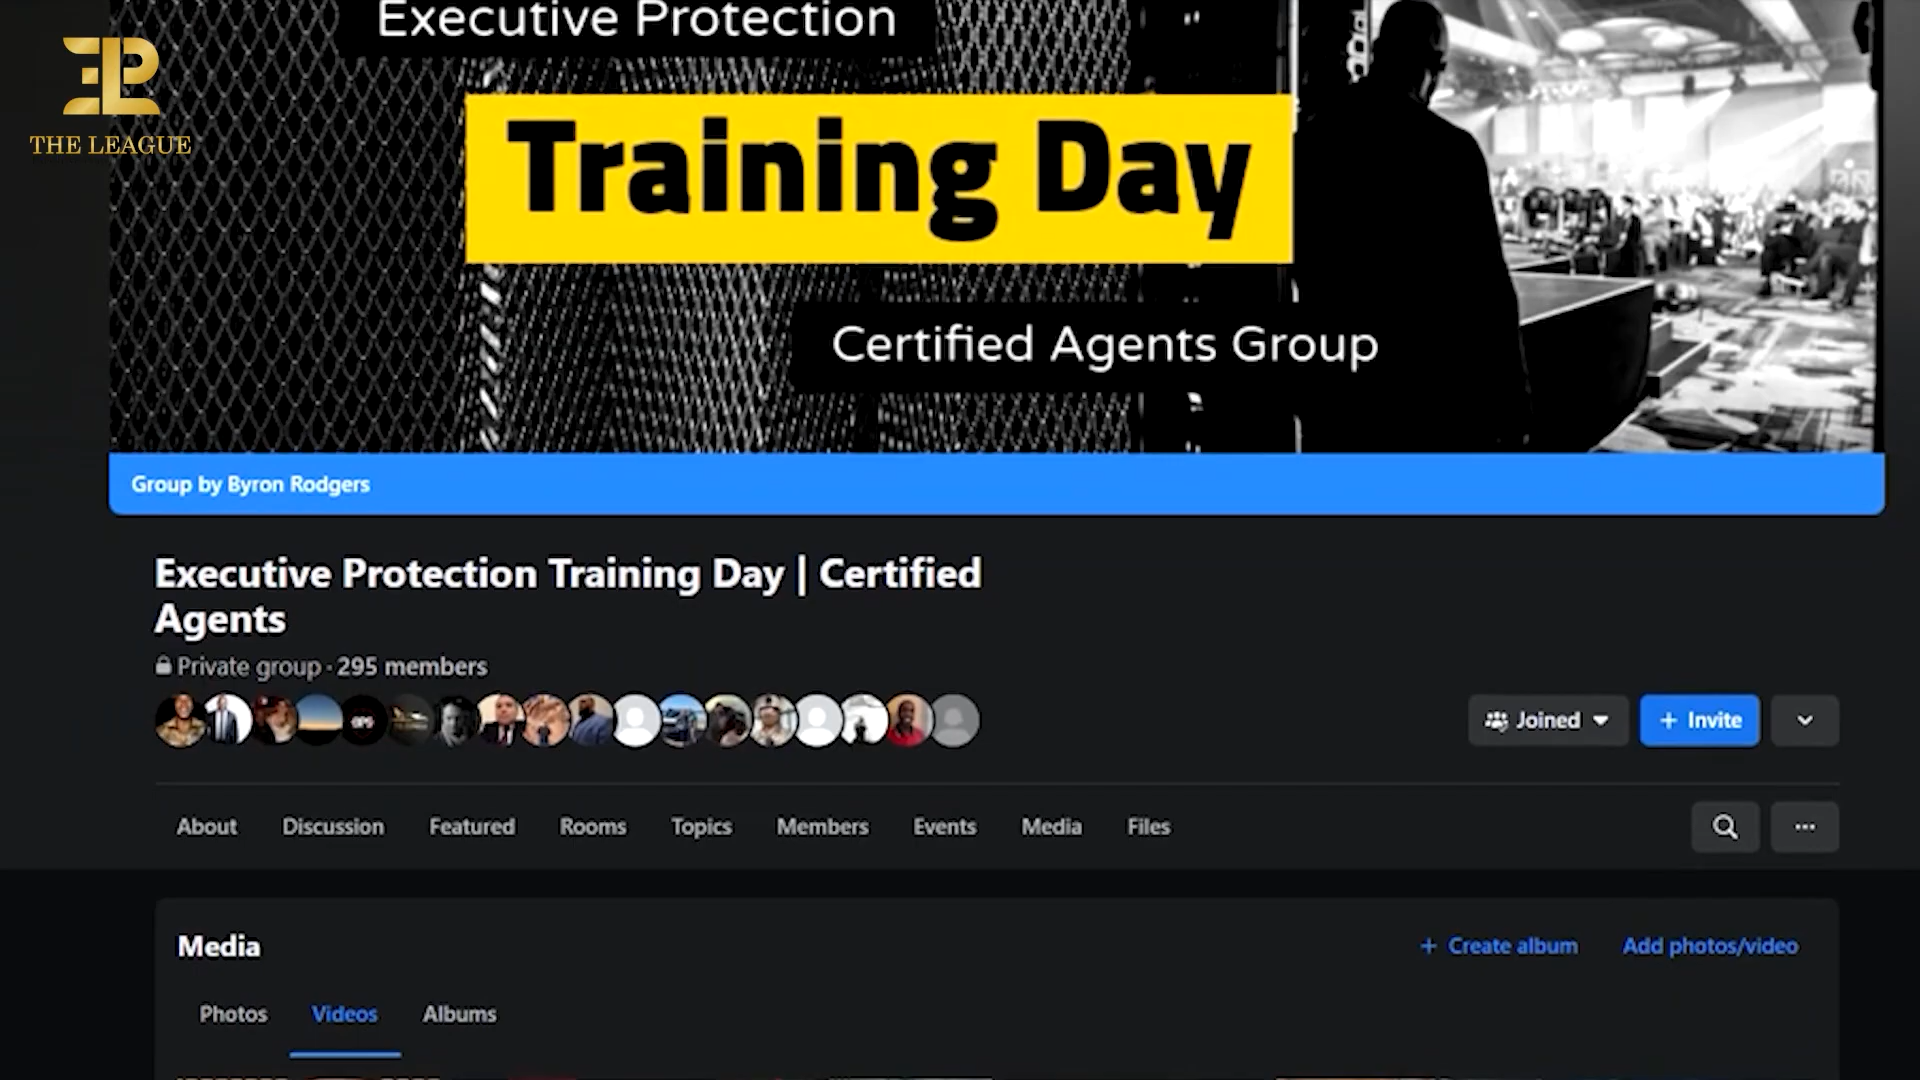 Executive Protection
EP
THE LEAGUE
Training Day
Certified Agents Group
Group by Byron Rodgers
Executive Protection Training Day | Certified
Agents
Private group · 295 members
Joined
+ Invite
About Discussion Featured Rooms Topics Members Events Media Files
Media
+ Create album Add photos/video
Photos Videos Albums